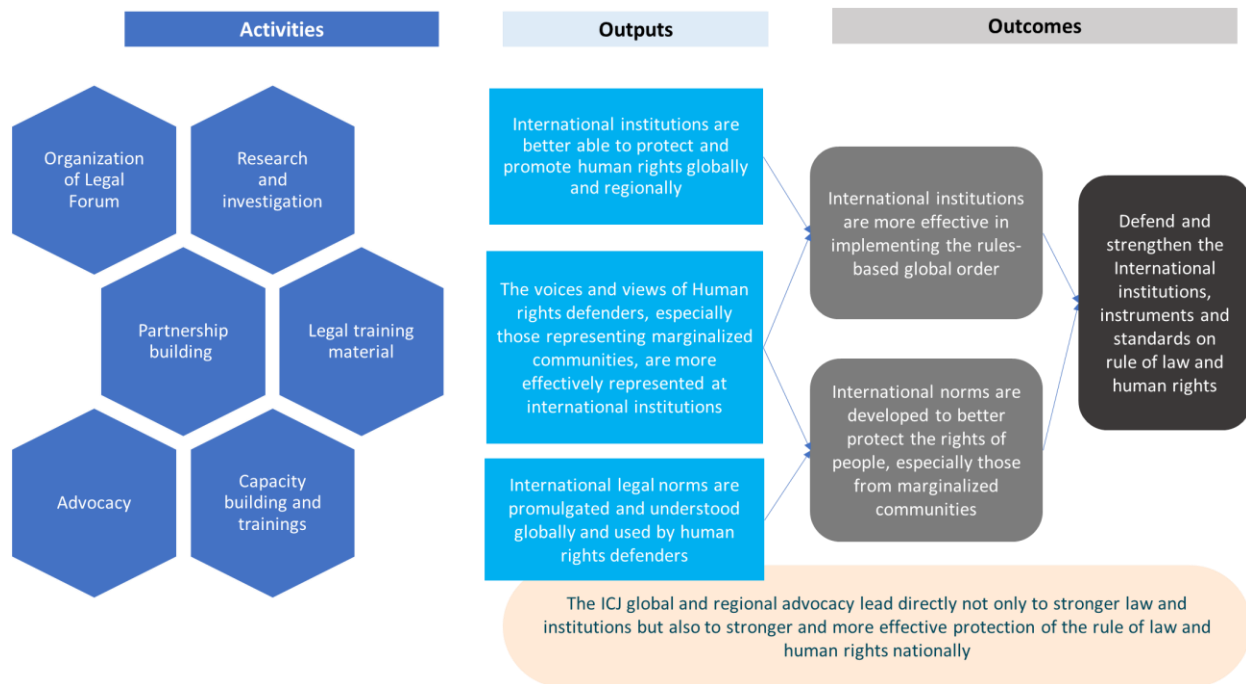 Activities
Outputs
Outcomes
Organization
of Legal
Forum
Research
and
investigation
Partnership
building
Legal training
material
Advocacy
Capacity
building and
trainings
International institutions are
better able to protect and
promote human rights globally
and regionally
The voices and views of Human
rights defenders, especially
those representing marginalized
communities, are more
effectively represented at
international institutions
International legal norms are
promulgated and understood
globally and used by human
rights defenders
International institutions
are more effective in
implementing the rules-
based global order
International norms are
developed to better
protect the rights of
people, especially those
from marginalized
communities
Defend and
strengthen the
International
institutions,
instruments and
standards on
rule of law and
human rights
The ICJ global and regional advocacy lead directly not only to stronger law and
institutions but also to stronger and more effective protection of the rule of law and
human rights nationally